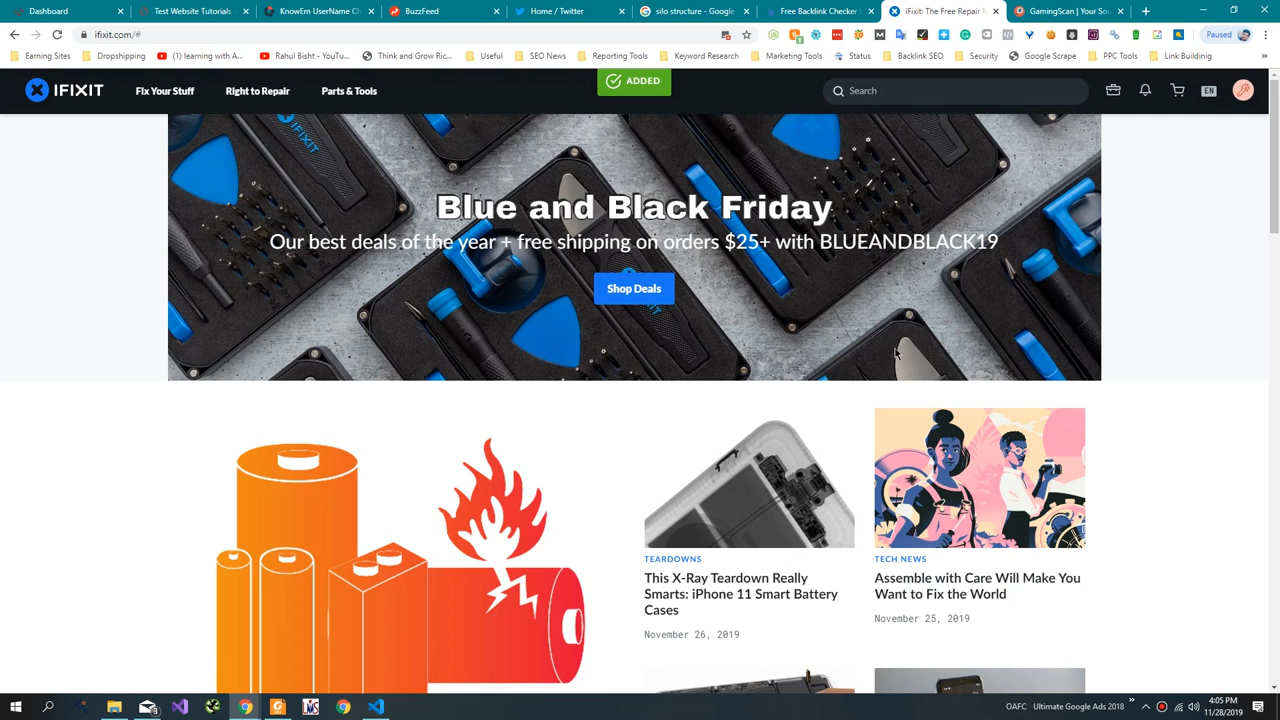 Dashboard
Test Website Tutorials
KnowEm UserName Ch
BuzzFeed
Home / Twitter
silo structure - Google
Free Backlink Checker
iFixit: The Free Repair M
GamingScan | Your Sou
ifixit.com/#
Paused
Earning Sites
Dropshipping
(1) learning with A...
Rahul Bisht - YouTu...
Think and Grow Ric...
Useful
SEO News
Reporting Tools
Keyword Research
Marketing Tools
Status
Backlink SEO
Security
Google Scrape
PPC Tools
Link Buildinig
IFIXIT
Fix Your Stuff
Right to Repair
Parts & Tools
ADDED
Search
EN
IFIXIT
Blue and Black Friday
Our best deals of the year + free shipping on orders $25+ with BLUEANDBLACK19
Shop Deals
TEARDOWNS
This X-Ray Teardown Really
Smarts: iPhone 11 Smart Battery
Cases
November 26, 2019
TECH NEWS
Assemble with Care Will Make You
Want to Fix the World
November 25, 2019
OAFC
Ultimate Google Ads 2018
4:05 PM
11/28/2019